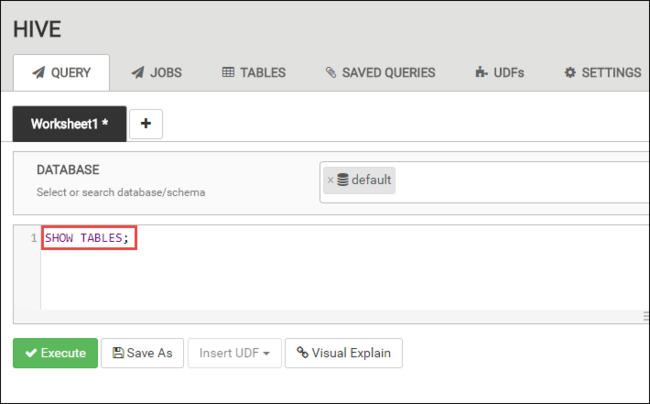 HIVE
QUERY JOBS TABLES SAVED QUERIES UDFs SETTINGS
Worksheet1 * +
DATABASE
Select or search database/schema
× default
1 SHOW TABLES;
Execute Save As Insert UDF Visual Explain